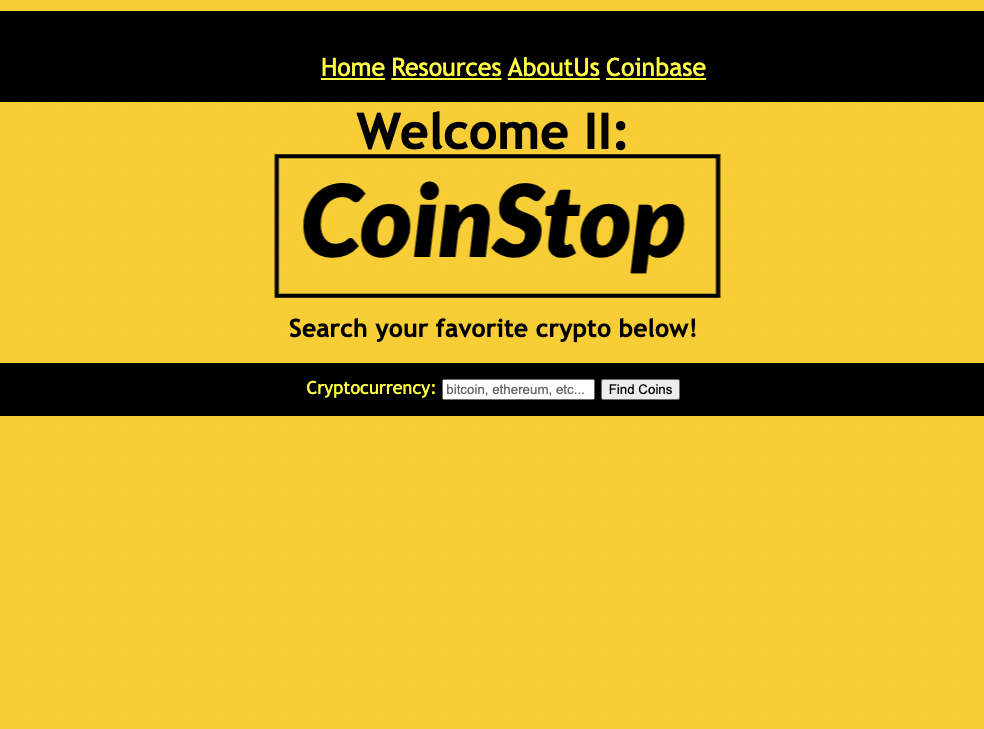 Home Resources AboutUs Coinbase
Welcome II:
CoinStop
Search your favorite crypto below!
Cryptocurrency: bitcoin, ethereum, etc... Find Coins